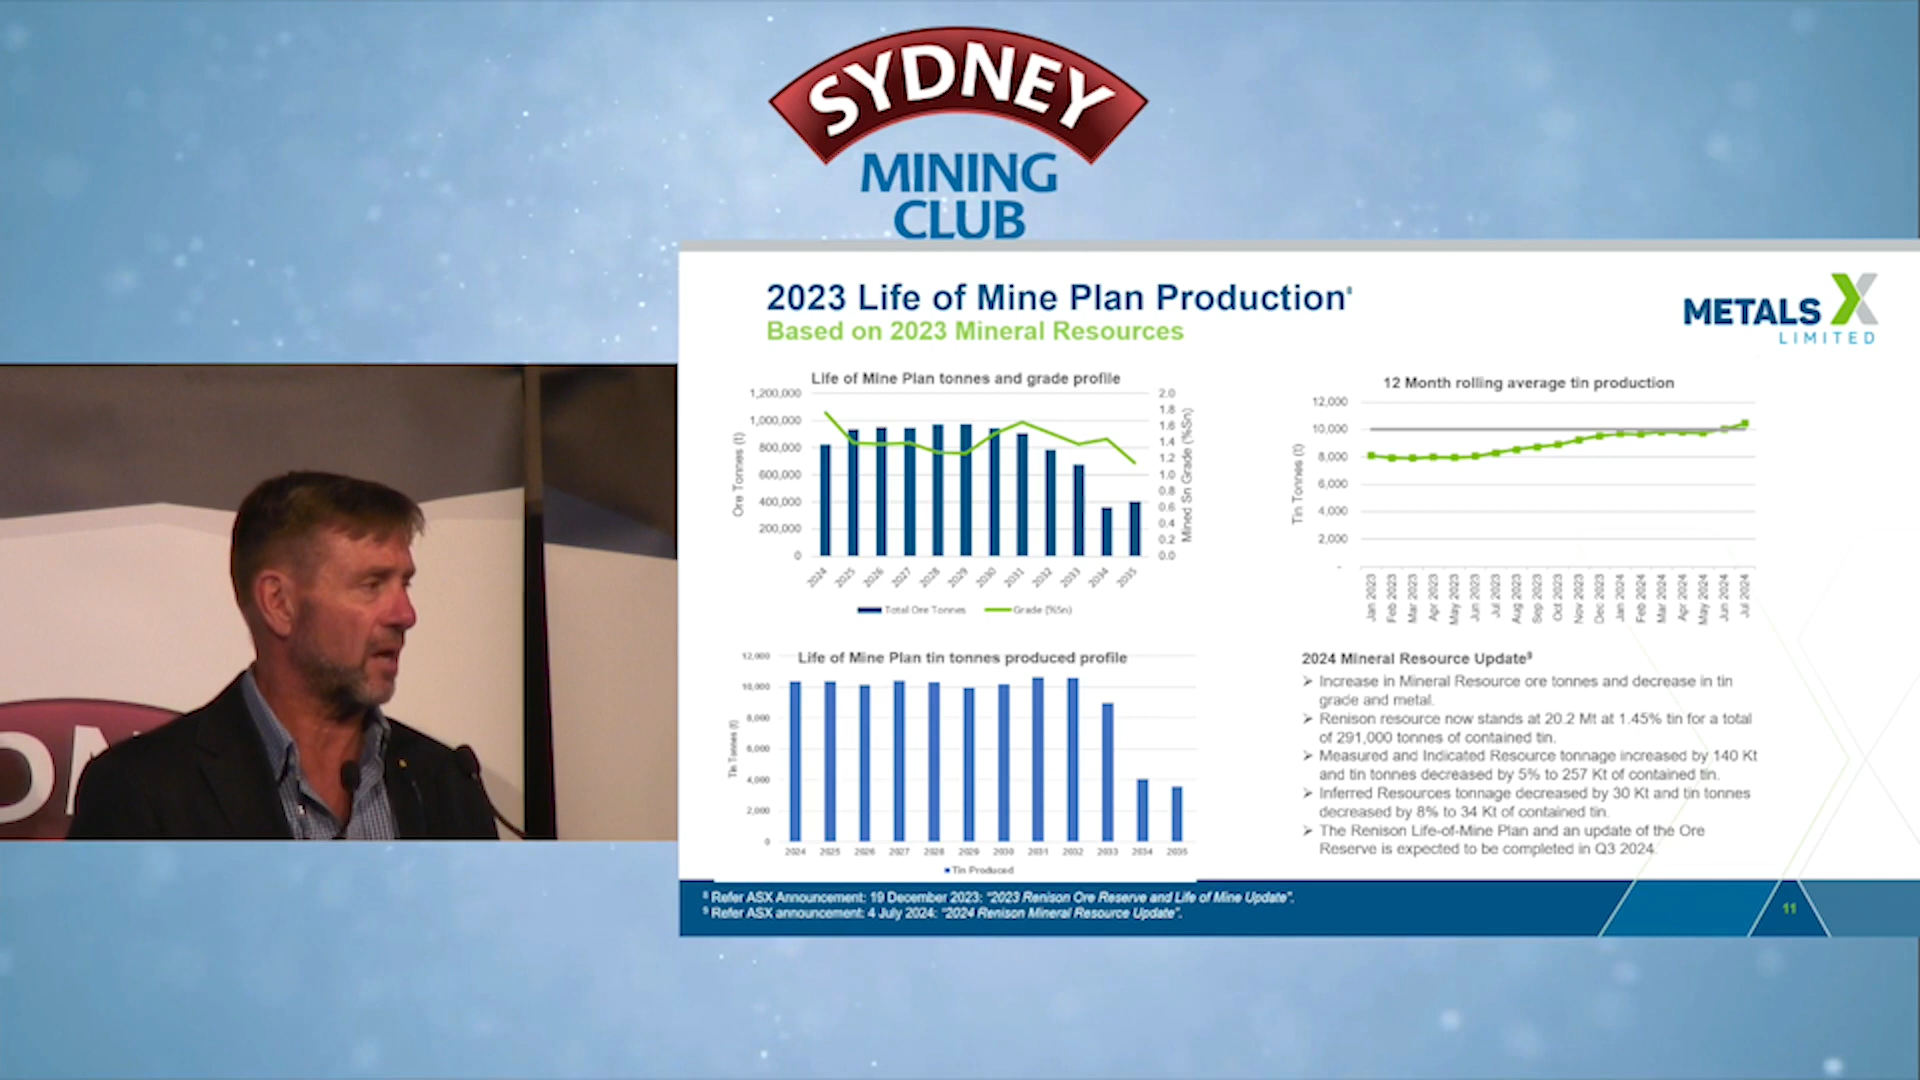 SYDNEY
MINING
CLUB
2023 Life of Mine Plan Production⁸
Based on 2023 Mineral Resources
METALS X
LIMITED
Life of Mine Plan tonnes and grade profile
1,200,000
1,000,000
800,000
600,000
400,000
200,000
0
Ore Tonnes (t)
2.0
1.8
1.6
1.4
1.2
1.0
0.8
0.6
0.4
0.2
0.0
Mined Sn Grade (%Sn)
2024 2025 2026 2027 2028 2029 2030 2031 2032 2033 2034 2035
Total Ore Tonnes Grade (%Sn)
12 Month rolling average tin production
12,000
10,000
8,000
6,000
4,000
2,000
-
Tin Tonnes (t)
Jan 2023 Feb 2023 Mar 2023 Apr 2023 May 2023 Jun 2023 Jul 2023 Aug 2023 Sep 2023 Oct 2023 Nov 2023 Dec 2023 Jan 2024 Feb 2024 Mar 2024 Apr 2024 May 2024 Jun 2024 Jul 2024
Life of Mine Plan tin tonnes produced profile
12,000
10,000
8,000
6,000
4,000
2,000
0
Tin Tonnes (t)
2024 2025 2026 2027 2028 2029 2030 2031 2032 2033 2034 2035
Tin Produced
2024 Mineral Resource Update⁹
➢ Increase in Mineral Resource ore tonnes and decrease in tin
grade and metal.
➢ Renison resource now stands at 20.2 Mt at 1.45% tin for a total
of 291,000 tonnes of contained tin.
➢ Measured and Indicated Resource tonnage increased by 140 Kt
and tin tonnes decreased by 5% to 257 Kt of contained tin.
➢ Inferred Resources tonnage decreased by 30 Kt and tin tonnes
decreased by 8% to 34 Kt of contained tin.
➢ The Renison Life-of-Mine Plan and an update of the Ore
Reserve is expected to be completed in Q3 2024.
⁸ Refer ASX Announcement: 19 December 2023: “2023 Renison Ore Reserve and Life of Mine Update”.
⁹ Refer ASX announcement: 4 July 2024: “2024 Renison Mineral Resource Update”.
11